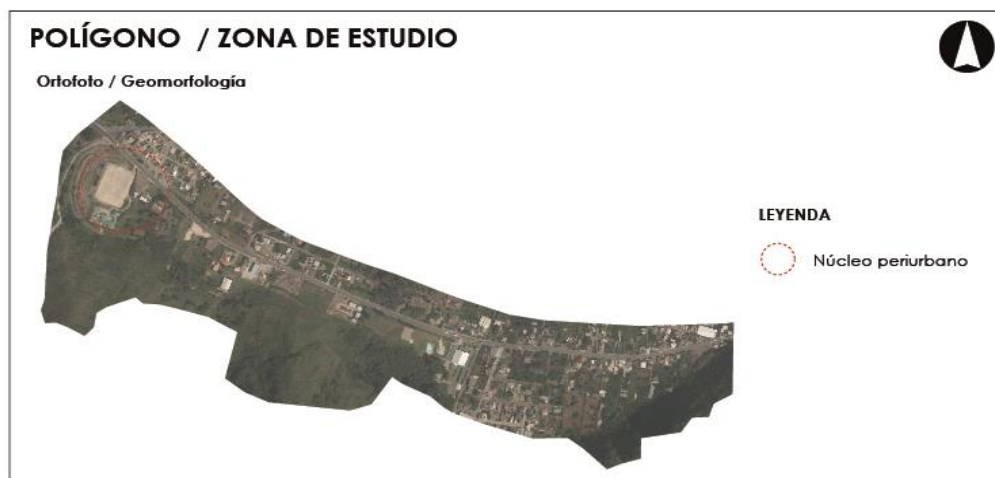 POLÍGONO / ZONA DE ESTUDIO
Ortofoto / Geomorfología
LEYENDA
Núcleo periurbano